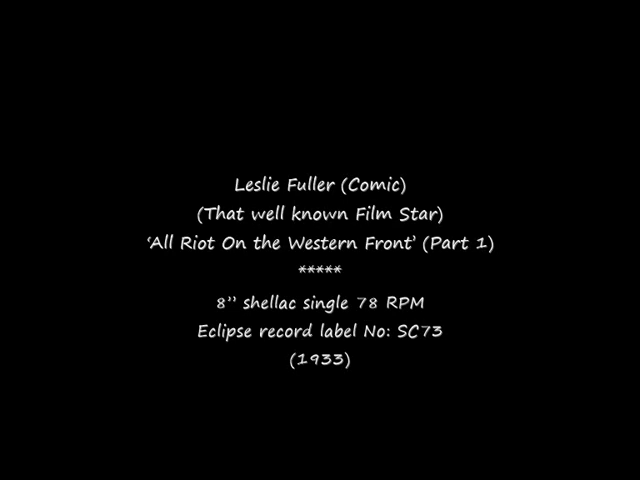 Leslie Fuller (Comic)
(That well known Film Star)
‘All Riot On the Western Front’ (Part 1)
*****
8” shellac single 78 RPM
Eclipse record label No: SC73
(1933)